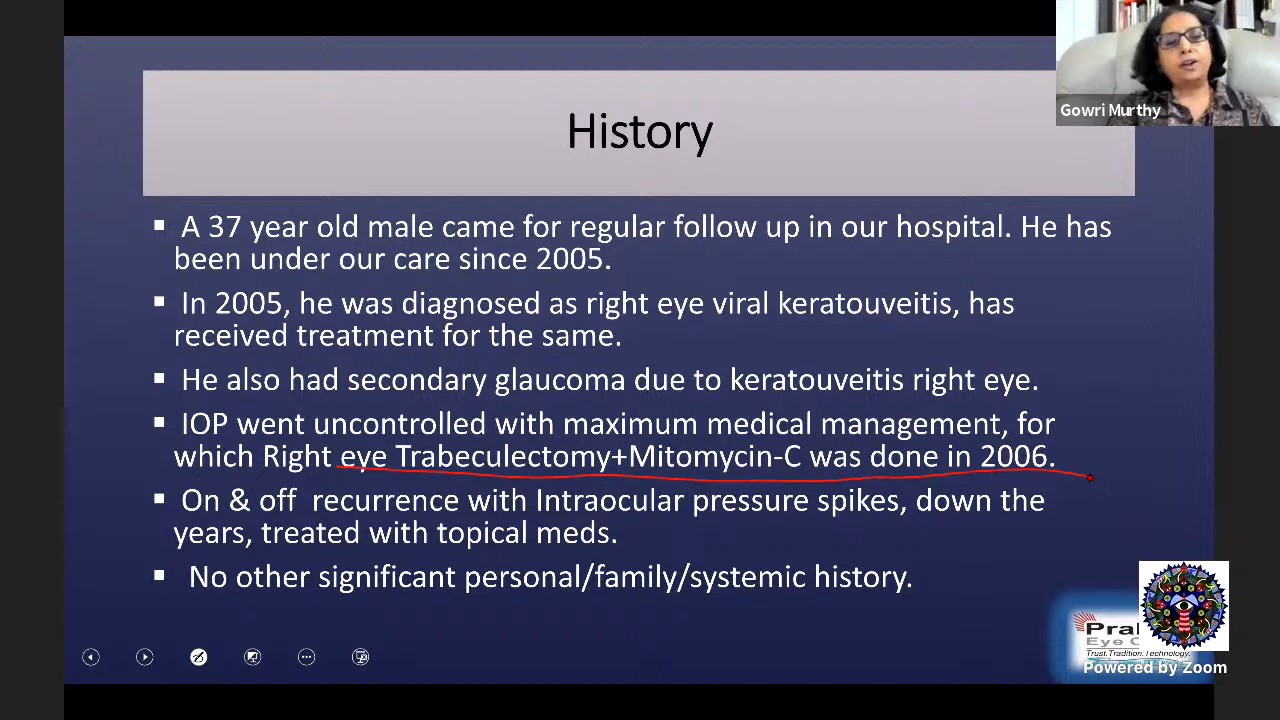 Gowri Murthy
History
▪ A 37 year old male came for regular follow up in our hospital. He has
been under our care since 2005.
▪ In 2005, he was diagnosed as right eye viral keratouveitis, has
received treatment for the same.
▪ He also had secondary glaucoma due to keratouveitis right eye.
▪ IOP went uncontrolled with maximum medical management, for
which Right eye Trabeculectomy+Mitomycin-C was done in 2006.
▪ On & off recurrence with Intraocular pressure spikes, down the
years, treated with topical meds.
▪ No other significant personal/family/systemic history.
Eye
Trust.Tradition.Technology.
Powered by Zoom